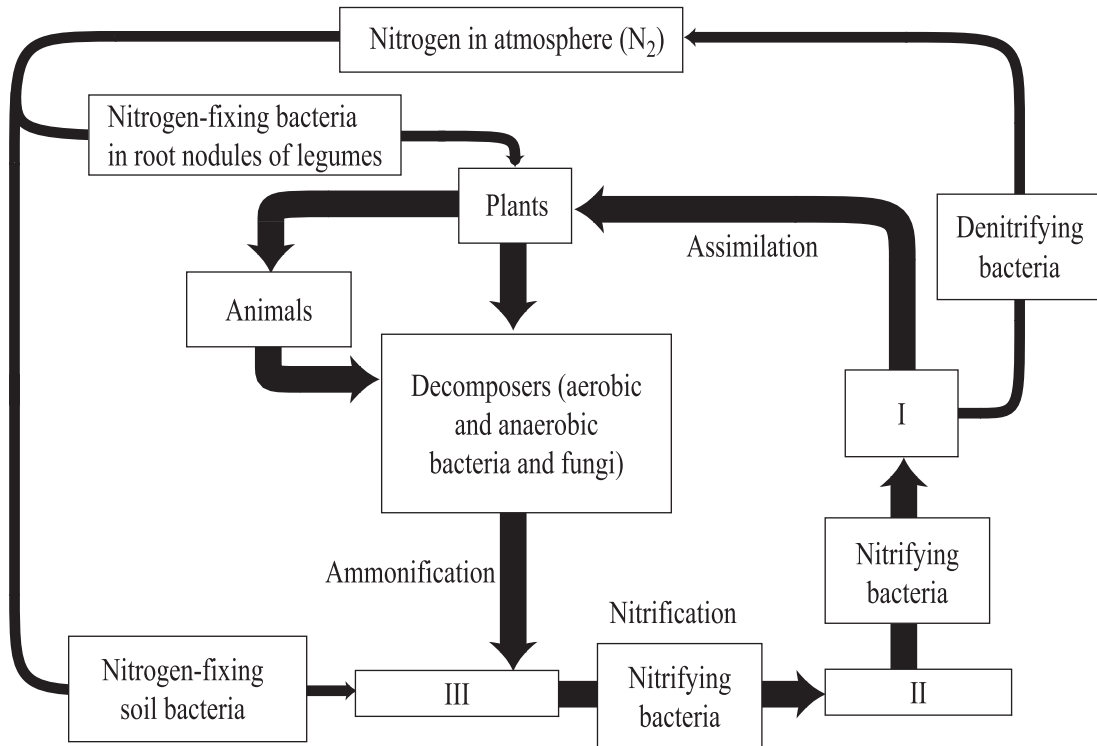 Nitrogen in atmosphere (N₂)
Nitrogen-fixing bacteria
in root nodules of legumes
Plants
Assimilation
Denitrifying
bacteria
Animals
Decomposers (aerobic
and anaerobic
bacteria and fungi)
I
Ammonification
Nitrifying
bacteria
Nitrification
Nitrogen-fixing
soil bacteria
III
Nitrifying
bacteria
II